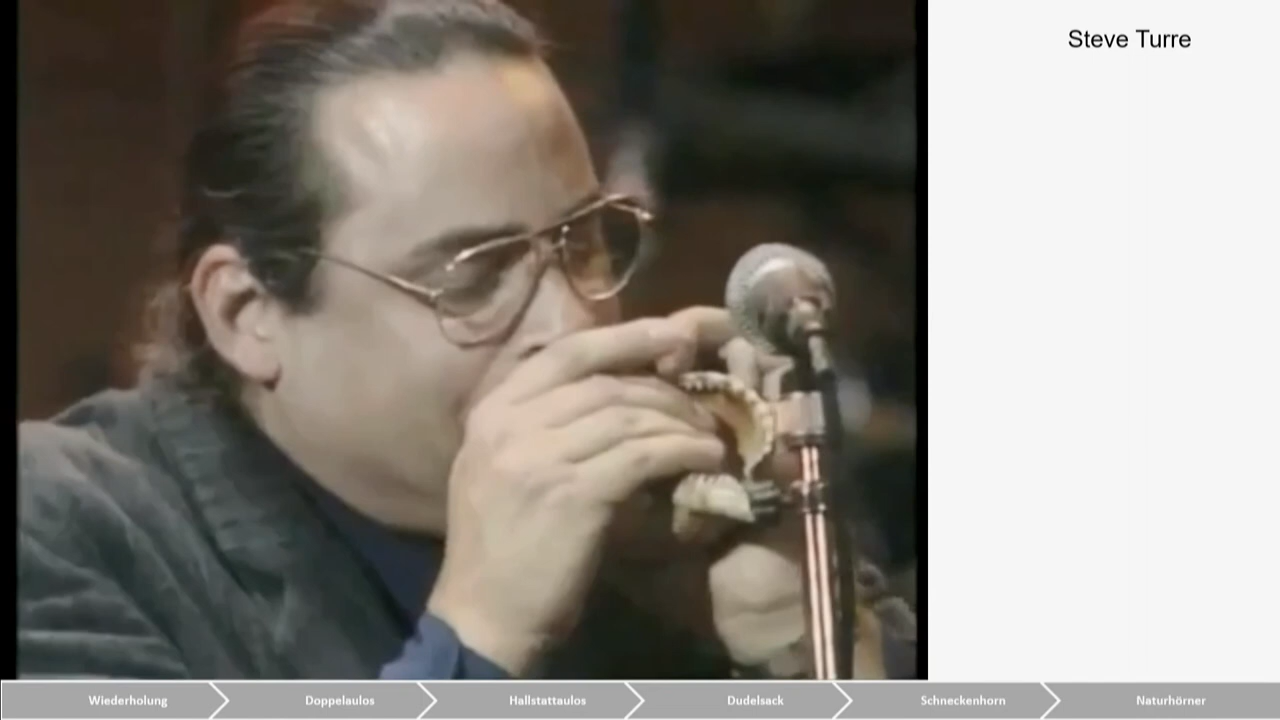 Steve Turre
Wiederholung
Doppelaulos
Hallstattaulos
Dudelsack
Schneckenhorn
Naturhörner